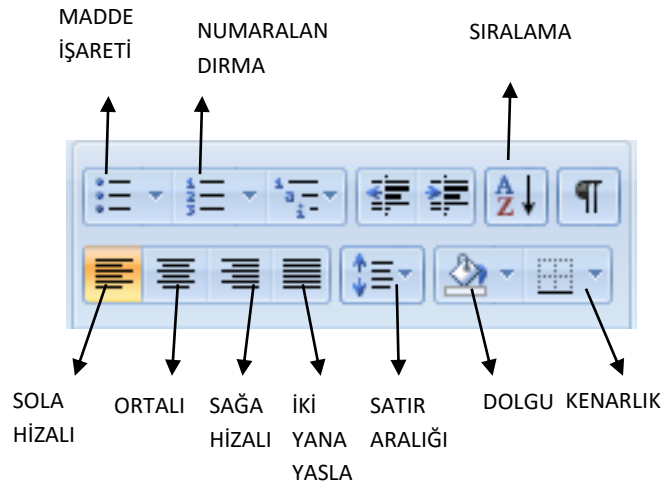 MADDE
İŞARETİ
NUMARALAN
DIRMA
SIRALAMA
SOLA
HİZALI
ORTALI
SAĞA
HİZALI
İKİ
YANA
YASLA
SATIR
ARALIĞI
DOLGU
KENARLIK